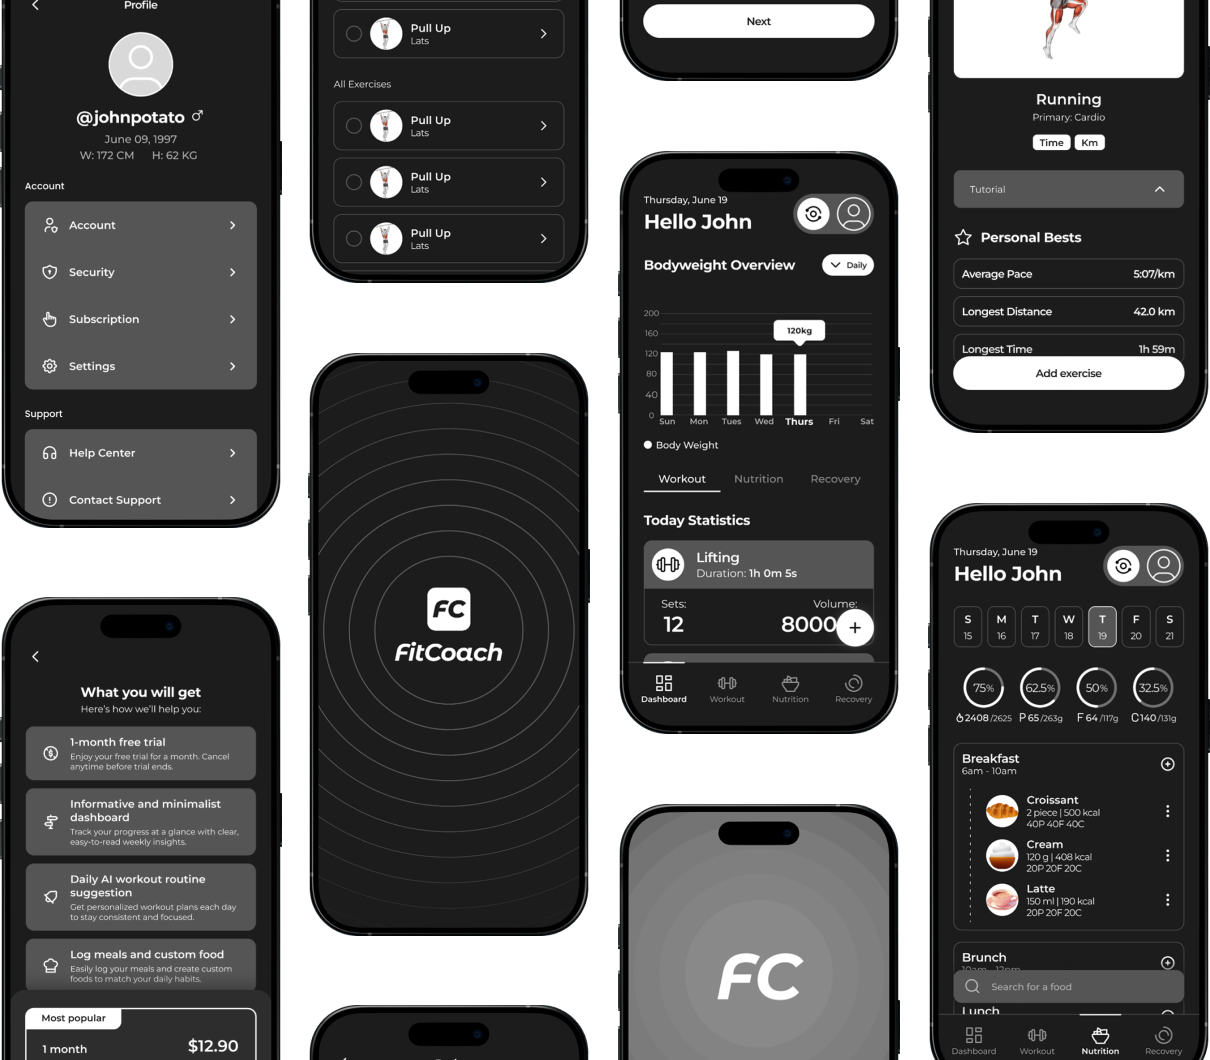 Profile
@johnpotato
June 09, 1997
W: 172 CM H: 62 KG
Account
Account
Security
Subscription
Settings
Support
Help Center
Contact Support
What you will get
Here's how we'll help you:
1-month free trial
Enjoy your free trial for a month. Cancel
anytime before trial ends.
Informative and minimalist
dashboard
Track your progress at a glance with clear,
easy-to-read weekly insights.
Daily AI workout routine
suggestion
Get personalized workout plans each day
to stay consistent and focused.
Log meals and custom food
Easily log your meals and create custom
foods to match your daily habits.
Most popular
1 month $12.90
Pull Up
Lats
All Exercises
Pull Up
Lats
Pull Up
Lats
Pull Up
Lats
FC
FitCoach
Next
Thursday, June 19
Hello John
Bodyweight Overview Daily
200
160
120
80
40
0
120kg
Sun Mon Tues Wed Thurs Fri Sat
Body Weight
Workout Nutrition Recovery
Today Statistics
Lifting
Duration: 1h 0m 5s
Sets: Volume:
12 8000
Dashboard Workout Nutrition Recovery
FC
Running
Primary: Cardio
Time Km
Tutorial
Personal Bests
Average Pace 5:07/km
Longest Distance 42.0 km
Longest Time 1h 59m
Add exercise
Thursday, June 19
Hello John
S M T W T F S
15 16 17 18 19 20 21
75% 62.5% 50% 32.5%
2408/2625 P 65/263g F 64/117g C 140/131g
Breakfast
6am - 10am
Croissant
2 piece | 500 kcal
40P 40F 40C
Cream
120 g | 408 kcal
20P 20F 20C
Latte
150 ml | 190 kcal
20P 20F 20C
Brunch
10am - 12pm
Search for a food
Lunch
Dashboard Workout Nutrition Recovery